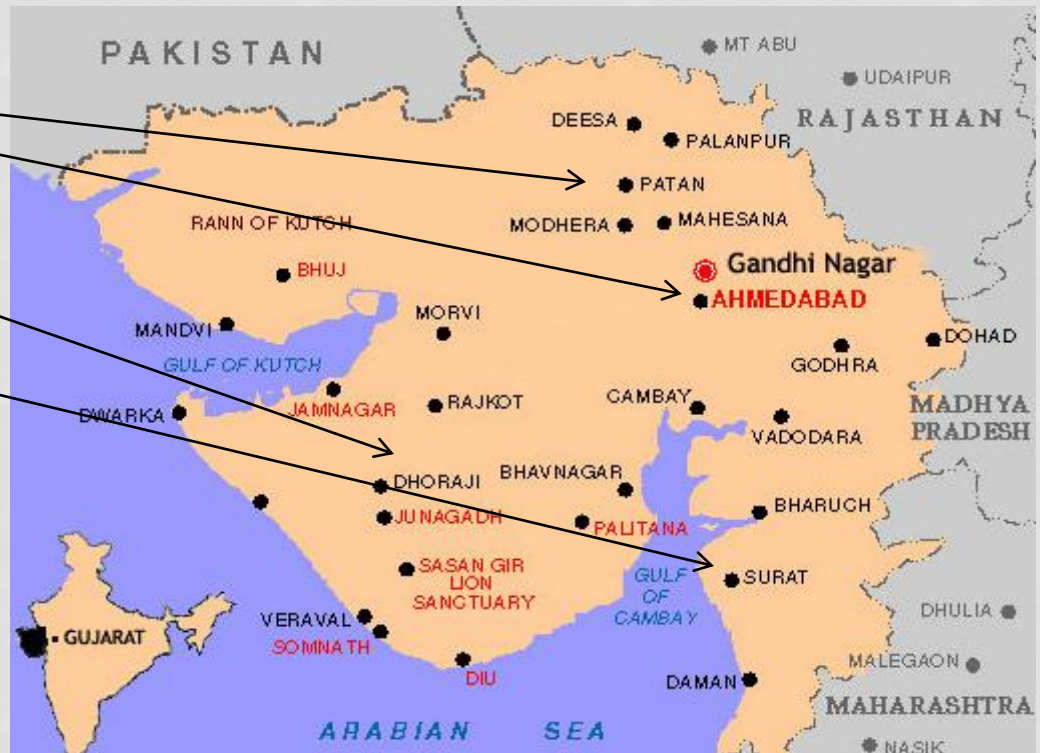 PAKISTAN
MT ABU
UDAIPUR
RAJASTHAN
DEESA
PALANPUR
PATAN
MODHERA
MAHESANA
RANN OF KUTCH
BHUJ
Gandhi Nagar
AHMEDABAD
MANDVI
MORVI
DOHAD
GODHRA
GULF OF KUTCH
JAMNAGAR
RAJKOT
CAMBAY
DWARKA
VADODARA
MADHYA
PRADESH
DHORAJI
BHAVNAGAR
JUNAGADH
PALITANA
BHARUCH
SASAN GIR
LION
SANCTUARY
GULF
OF
CAMBAY
SURAT
DHULIA
VERAVAL
SOMNATH
GUJARAT
DIU
DAMAN
MALEGAON
MAHARASHTRA
ARABIAN SEA
NASIK